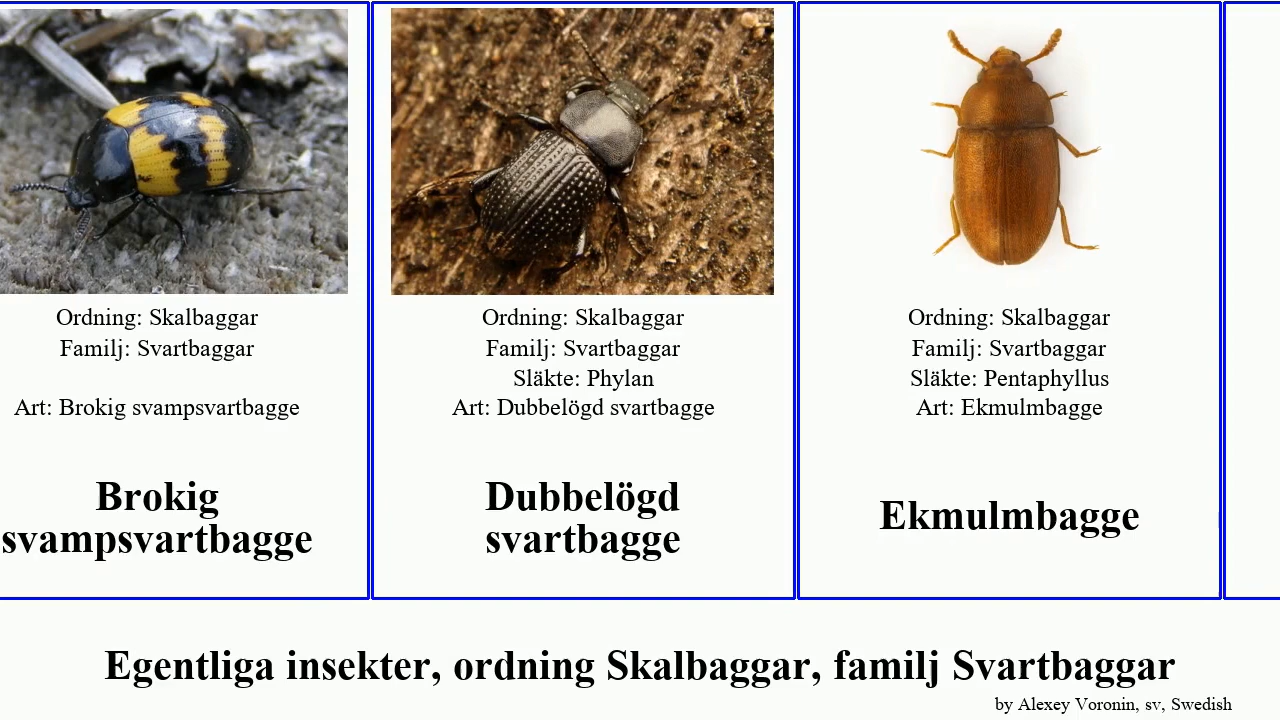 Ordning: Skalbaggar
Familj: Svartbaggar
Art: Brokig svampsvartbagge
Brokig
svampsvartbagge
Ordning: Skalbaggar
Familj: Svartbaggar
Släkte: Phylan
Art: Dubbelögd svartbagge
Dubbelögd
svartbagge
Ordning: Skalbaggar
Familj: Svartbaggar
Släkte: Pentaphyllus
Art: Ekmulmbagge
Ekmulmbagge
Egentliga insekter, ordning Skalbaggar, familj Svartbaggar
by Alexey Voronin, sv, Swedish